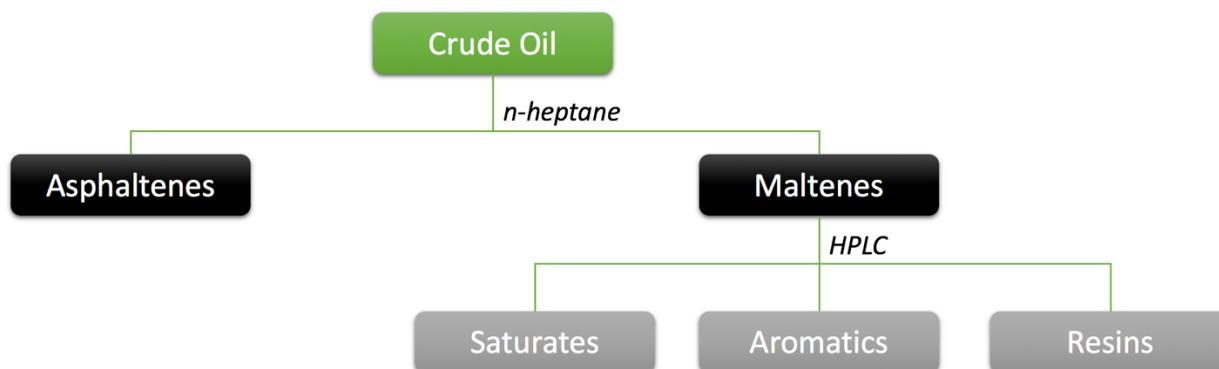 Crude Oil
n-heptane
Asphaltenes
Maltenes
HPLC
Saturates
Aromatics
Resins